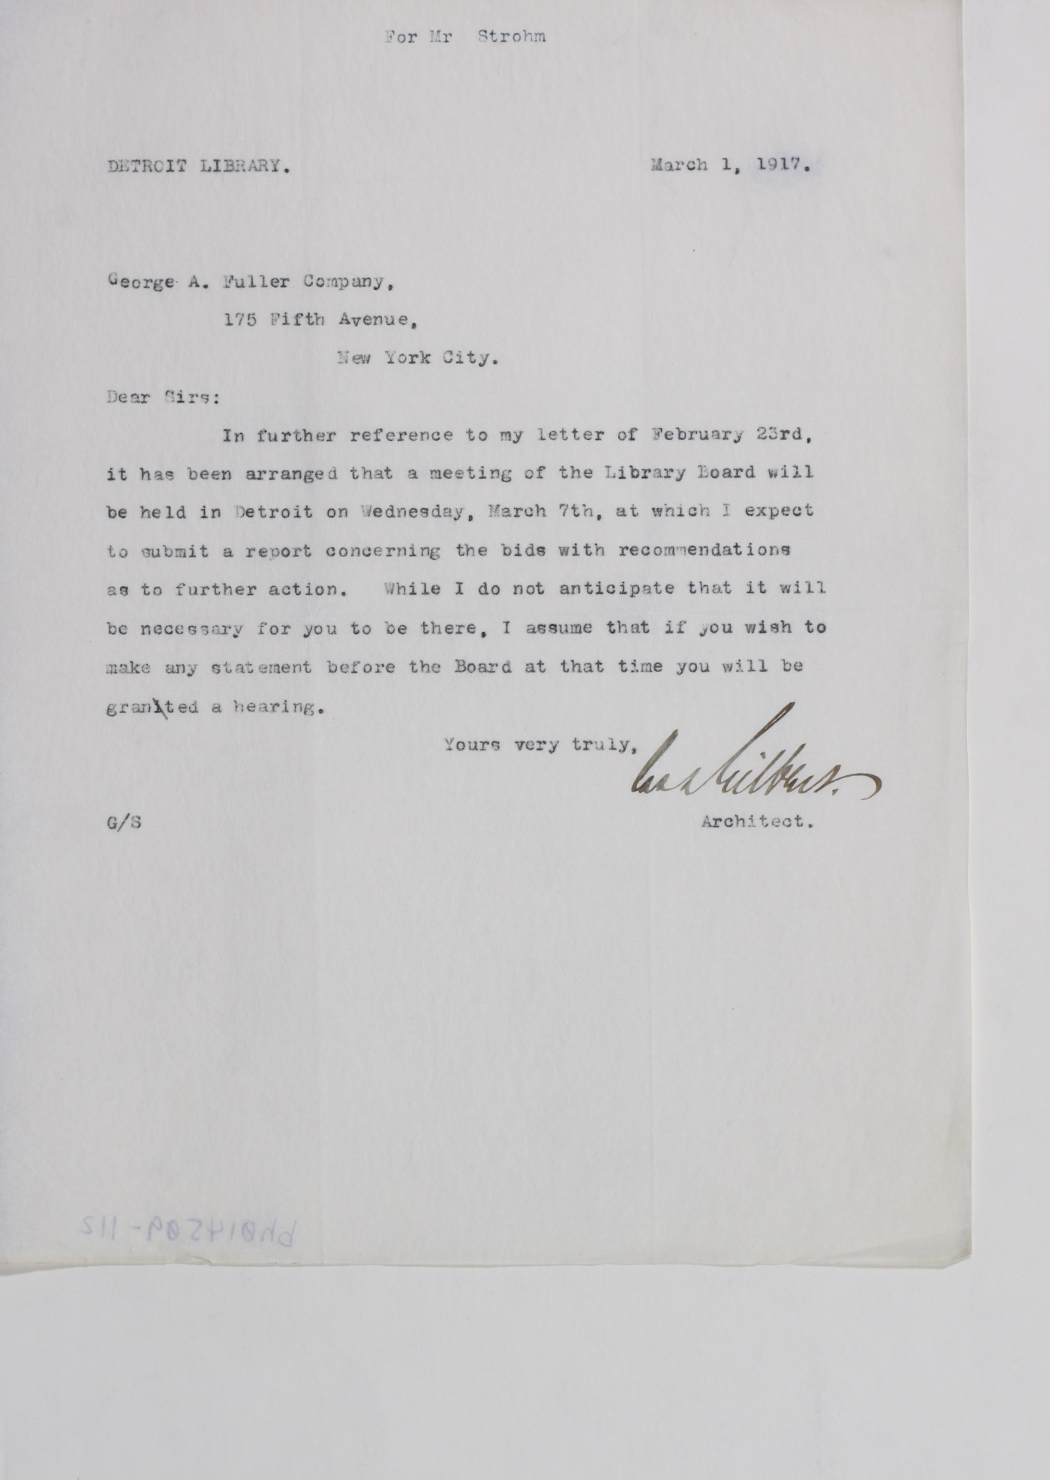 For Mr Strohm
DETROIT LIBRARY. March 1, 1917.
George A. Fuller Company,
175 Fifth Avenue,
New York City.
Dear Sirs:
In further reference to my letter of February 23rd,
it has been arranged that a meeting of the Library Board will
be held in Detroit on Wednesday, March 7th, at which I expect
to submit a report concerning the bids with recommendations
as to further action. While I do not anticipate that it will
be necessary for you to be there, I assume that if you wish to
make any statement before the Board at that time you will be
granted a hearing.
Yours very truly,
Cass Gilbert.
G/S Architect.